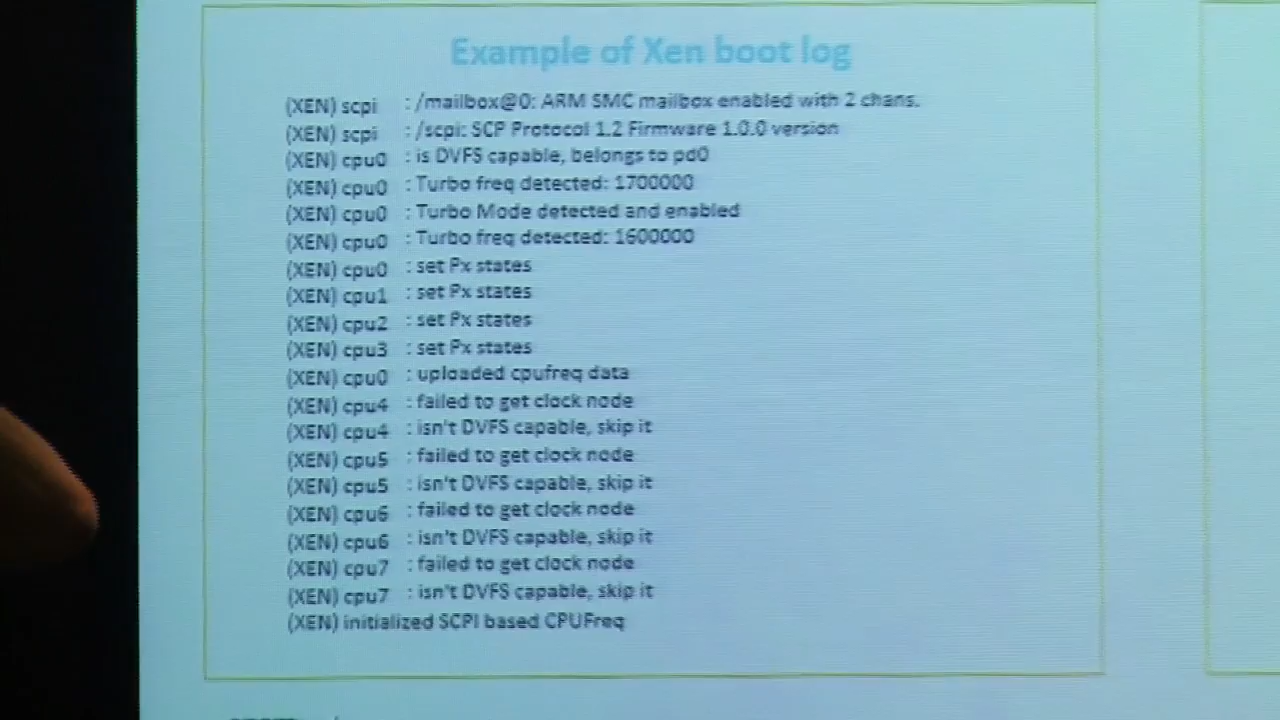 Example of Xen boot log
(XEN) scpi : /mailbox@0: ARM SMC mailbox enabled with 2 chans.
(XEN) scpi : /scpi: SCP Protocol 1.2 Firmware 1.0.0 version
(XEN) cpu0 : is DVFS capable, belongs to pd0
(XEN) cpu0 : Turbo freq detected: 1700000
(XEN) cpu0 : Turbo Mode detected and enabled
(XEN) cpu0 : Turbo freq detected: 1600000
(XEN) cpu0 : set Px states
(XEN) cpu1 : set Px states
(XEN) cpu2 : set Px states
(XEN) cpu3 : set Px states
(XEN) cpu0 : uploaded cpufreq data
(XEN) cpu4 : failed to get clock node
(XEN) cpu4 : isn't DVFS capable, skip it
(XEN) cpu5 : failed to get clock node
(XEN) cpu5 : isn't DVFS capable, skip it
(XEN) cpu6 : failed to get clock node
(XEN) cpu6 : isn't DVFS capable, skip it
(XEN) cpu7 : failed to get clock node
(XEN) cpu7 : isn't DVFS capable, skip it
(XEN) initialized SCPI based CPUFreq